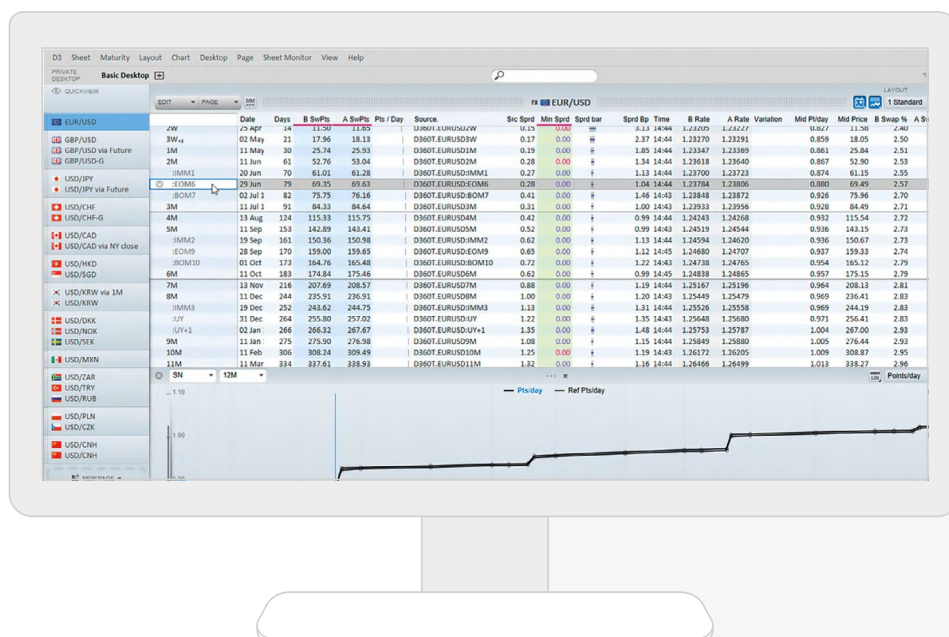 D3 Sheet Maturity Layout Chart Desktop Page Sheet Monitor View Help
PRIVATE DESKTOP Basic Desktop
QUICKVIEW
LAYOUT
EDIT PAGE SIM FX EUR/USD 1 Standard
EUR/USD
GBP/USD
GBP/USD via Future
GBP/USD-G
USD/JPY
USD/JPY via Future
USD/CHF
USD/CHF-G
USD/CAD
USD/CAD via NY close
USD/HKD
USD/SGD
USD/KRW via 1M
USD/KRW
USD/DKK
USD/NOK
USD/SEK
USD/MXN
USD/ZAR
USD/TRY
USD/RUB
USD/PLN
USD/CZK
USD/CNH
USD/CNH
NEW PAGE
Date Days B SwPts A SwPts Pts / Day Source Src Sprd Min Sprd Sprd bar Sprd Bp Time B Rate A Rate Variation Mid Pt/day Mid Price B Swap %
2W 25 Apr 14 11.50 11.65 D360T.EURUSD2W 0.15 0.00 3.13 14:44 1.23205 1.23227 0.827 11.58 2.40
3W 02 May 21 17.96 18.13 D360T.EURUSD3W 0.17 0.00 2.37 14:43 1.23270 1.23291 0.859 18.05 2.50
1M 11 May 30 25.74 25.93 D360T.EURUSD1M 0.19 0.00 2.31 14:44 1.23347 1.23369 0.861 25.84 2.51
2M 11 Jun 61 52.76 53.04 D360T.EURUSD2M 0.28 0.00 1.34 14:44 1.23618 1.23640 0.867 52.90 2.53
:IMM1 20 Jun 70 61.01 61.28 D360T.EURUSD:IMM1 0.27 0.00 1.13 14:44 1.23700 1.23723 0.874 61.15 2.55
:EOM6 29 Jun 79 69.35 69.63 D360T.EURUSD:EOM6 0.28 0.00 1.04 14:44 1.23784 1.23806 0.880 69.49 2.57
:BOM7 02 Jul 1 82 75.75 76.16 D360T.EURUSD:BOM7 0.41 0.00 1.46 14:43 1.23848 1.23872 0.926 75.96 2.70
3M 11 Jul 1 91 84.33 84.64 D360T.EURUSD3M 0.31 0.00 1.00 14:43 1.23933 1.23956 0.928 84.49 2.71
4M 13 Aug 124 115.33 115.75 D360T.EURUSD4M 0.42 0.00 0.99 14:44 1.24243 1.24268 0.932 115.54 2.72
5M 11 Sep 153 142.89 143.41 D360T.EURUSD5M 0.52 0.00 0.99 14:43 1.24519 1.24544 0.936 143.15 2.73
:IMM2 19 Sep 161 150.36 150.98 D360T.EURUSD:IMM2 0.62 0.00 1.13 14:44 1.24594 1.24620 0.936 150.67 2.73
:EOM9 28 Sep 170 159.00 159.65 D360T.EURUSD:EOM9 0.65 0.00 1.12 14:45 1.24680 1.24707 0.937 159.33 2.74
:BOM10 01 Oct 173 164.76 165.48 D360T.EURUSD:BOM10 0.72 0.00 1.22 14:43 1.24738 1.24765 0.954 165.12 2.79
6M 11 Oct 183 174.84 175.46 D360T.EURUSD6M 0.62 0.00 0.99 14:45 1.24838 1.24865 0.957 175.15 2.79
7M 13 Nov 216 207.69 208.57 D360T.EURUSD7M 0.88 0.00 1.19 14:44 1.25167 1.25196 0.964 208.13 2.81
8M 11 Dec 244 235.91 236.91 D360T.EURUSD8M 1.00 0.00 1.20 14:43 1.25449 1.25479 0.969 236.41 2.83
:IMM3 19 Dec 252 243.62 244.75 D360T.EURUSD:IMM3 1.13 0.00 1.31 14:44 1.25526 1.25558 0.969 244.19 2.83
:UY 31 Dec 264 255.80 257.02 D360T.EURUSD:UY 1.22 0.00 1.35 14:43 1.25648 1.25680 0.971 256.41 2.83
:UY+1 02 Jan 266 266.32 267.67 D360T.EURUSD:UY+1 1.35 0.00 1.48 14:44 1.25753 1.25787 1.004 267.00 2.93
9M 11 Jan 275 275.90 276.98 D360T.EURUSD9M 1.08 0.00 1.15 14:44 1.25849 1.25880 1.005 276.44 2.93
10M 11 Feb 306 308.24 309.49 D360T.EURUSD10M 1.25 0.00 1.19 14:43 1.26172 1.26205 1.009 308.87 2.95
11M 11 Mar 334 337.61 338.93 D360T.EURUSD11M 1.32 0.00 1.16 14:44 1.26466 1.26499 1.013 338.27 2.96
SN 12M Points/day
Pts/day Ref Pts/day
1.10
1.00